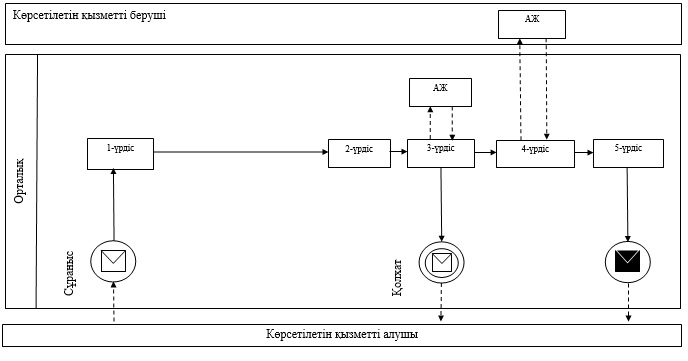 Көрсетілетін қызметті беруші
АЖ
АЖ
1-үрдіс
2-үрдіс
3-үрдіс
4-үрдіс
5-үрдіс
Орталық
Сұраныс
Қолхат
Көрсетілетін қызметті алушы